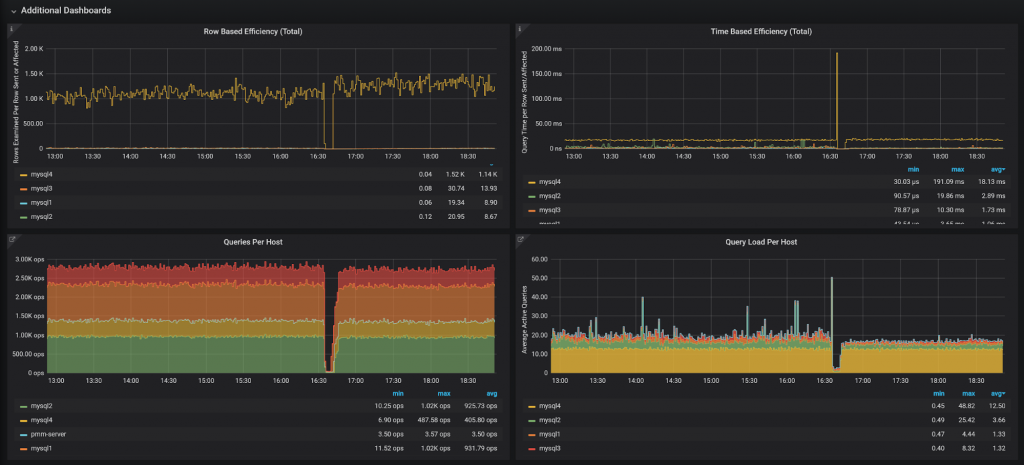 Additional Dashboards
Row Based Efficiency (Total)
Rows Examined Per Row Sent or Affected
2.00 K
1.50 K
1.00 K
500.00
0
13:00 13:30 14:00 14:30 15:00 15:30 16:00 16:30 17:00 17:30 18:00 18:30
mysql4 0.04 1.52 K 1.14 K
mysql3 0.08 30.74 13.93
mysql1 0.06 19.34 8.90
mysql2 0.12 20.95 8.67
Time Based Efficiency (Total)
Query Time per Row Sent/Affected
200.00 ms
150.00 ms
100.00 ms
50.00 ms
0 ns
13:00 13:30 14:00 14:30 15:00 15:30 16:00 16:30 17:00 17:30 18:00 18:30
min max avg
mysql4 30.03 µs 191.09 ms 18.13 ms
mysql2 90.57 µs 19.86 ms 2.89 ms
mysql3 78.87 µs 10.30 ms 1.73 ms
Queries Per Host
3.00K ops
2.50K ops
2.00K ops
1.50K ops
1.00K ops
500.00 ops
0 ops
13:00 13:30 14:00 14:30 15:00 15:30 16:00 16:30 17:00 17:30 18:00 18:30
min max avg
mysql2 10.25 ops 1.02K ops 925.73 ops
mysql4 6.90 ops 487.58 ops 405.80 ops
pmm-server 3.50 ops 3.57 ops 3.50 ops
mysql1 11.52 ops 1.02K ops 931.79 ops
Query Load Per Host
Average Active Queries
60.00
50.00
40.00
30.00
20.00
10.00
0
13:00 13:30 14:00 14:30 15:00 15:30 16:00 16:30 17:00 17:30 18:00 18:30
min max avg
mysql4 0.45 48.82 12.50
mysql2 0.49 25.42 3.66
mysql1 0.47 4.44 1.33
mysql3 0.40 8.32 1.32